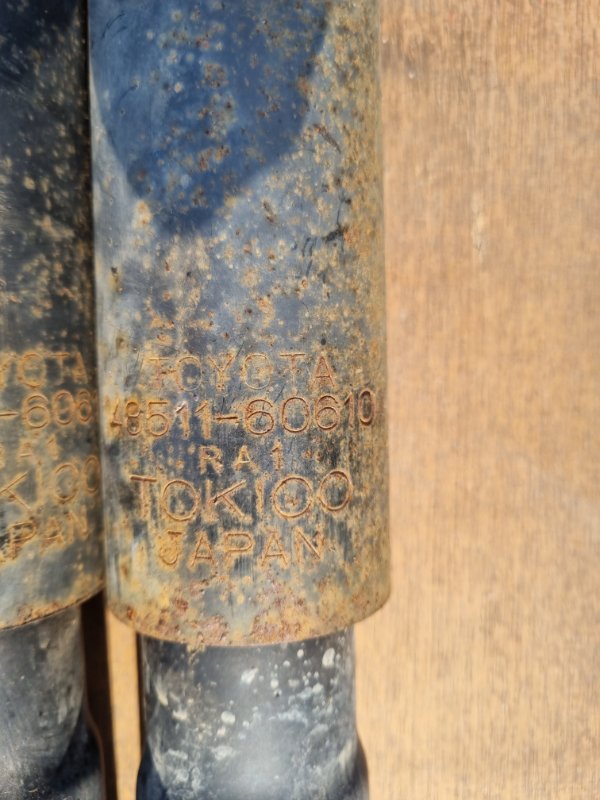 TOYOTA
48511-60610
RA1
TOKICO
JAPAN